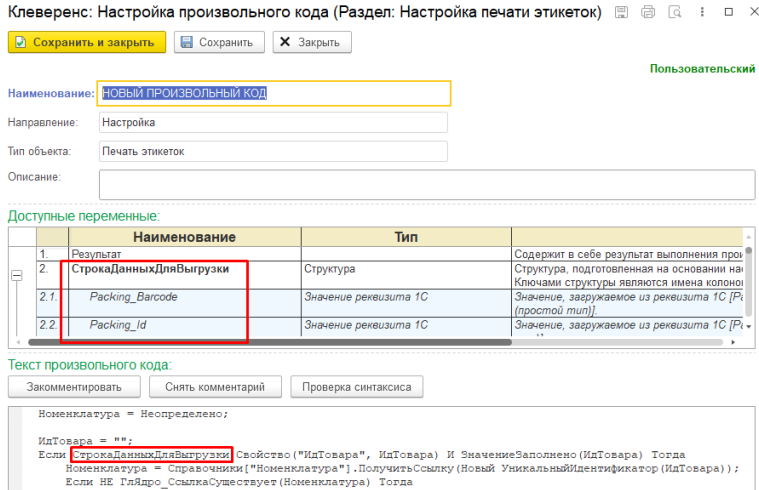 Клеверенс: Настройка произвольного кода (Раздел: Настройка печати этикеток)
Сохранить и закрыть Сохранить Закрыть
Пользовательский
Наименование: НОВЫЙ ПРОИЗВОЛЬНЫЙ КОД
Направление: Настройка
Тип объекта: Печать этикеток
Описание:
Доступные переменные:
Наименование Тип
1. Результат Содержит в себе результат выполнения прои
2. СтрокаДанныхДляВыгрузки Структура Структура, подготовленная на основании нас
Ключами структуры являются имена колоно
2.1. Packing_Barcode Значение реквизита 1С Значение, загружаемое из реквизита 1С [Pa
(простой тип)].
2.2. Packing_Id Значение реквизита 1С Значение, загружаемое из реквизита 1С [Pa
Текст произвольного кода:
Закомментировать Снять комментарий Проверка синтаксиса
Номенклатура = Неопределено;
ИдТовара = "";
Если СтрокаДанныхДляВыгрузки.Свойство("ИдТовара", ИдТовара) И ЗначениеЗаполнено(ИдТовара) Тогда
Номенклатура = Справочники["Номенклатура"].ПолучитьСсылку(Новый УникальныйИдентификатор(ИдТовара));
Если НЕ ГлЯдро_СсылкаСуществует(Номенклатура) Тогда